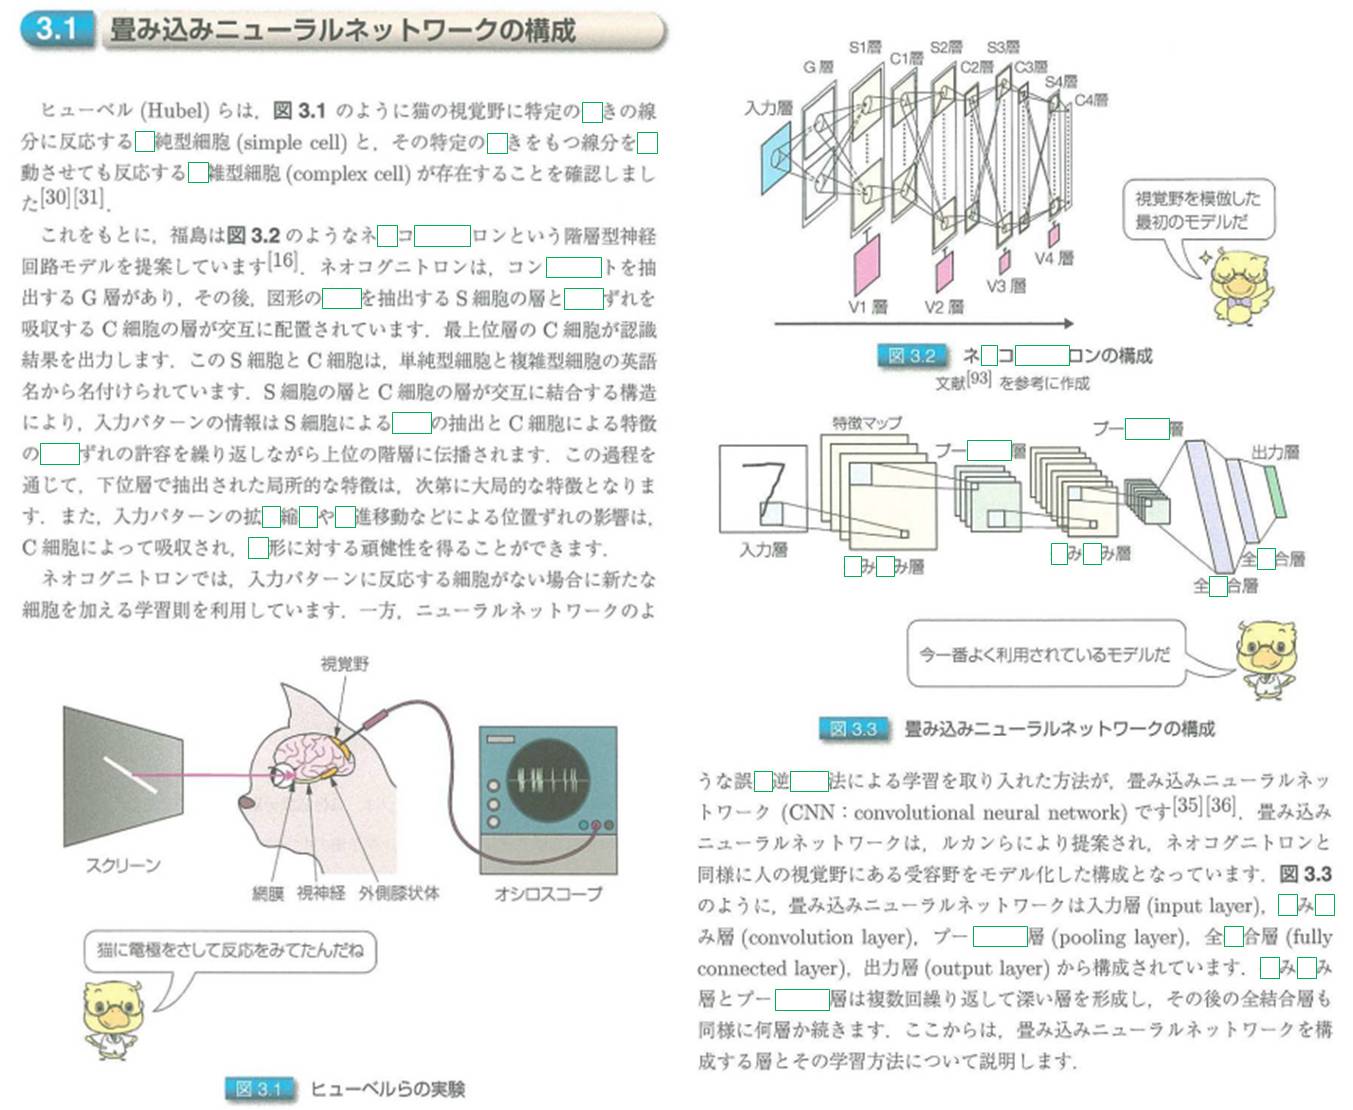 3.1 畳み込みニューラルネットワークの構成
ヒューベル (Hubel) らは，図 3.1 のように猫の視覚野に特定の□きの線
分に反応する□純型細胞 (simple cell) と，その特定の□きをもつ線分を□
動させても反応する□雑型細胞 (complex cell) が存在することを確認しまし
た[30][31]．
これをもとに，福島は図 3.2 のようなネ□コ□ロンという階層型神経
回路モデルを提案しています[16]．ネオコグニトロンは，コン□トを抽
出する G 層があり，その後，図形の□を抽出する S 細胞の層と□ずれを
吸収する C 細胞の層が交互に配置されています．最上位層の C 細胞が認識
結果を出力します．この S 細胞と C 細胞は，単純型細胞と複雑型細胞の英語
名から名付けられています．S 細胞の層と C 細胞の層が交互に結合する構造
により，入力パターンの情報は S 細胞による□の抽出と C 細胞による特徴
の□ずれの許容を繰り返しながら上位の階層に伝播されます．この過程を
通じて，下位層で抽出された局所的な特徴は，次第に大局的な特徴となりま
す．また，入力パターンの拡□縮□や□進移動などによる位置ずれの影響は，
C 細胞によって吸収され，□形に対する頑健性を得ることができます．
ネオコグニトロンでは，入力パターンに反応する細胞がない場合に新たな
細胞を加える学習則を利用しています．一方，ニューラルネットワークのよ
視覚野
スクリーン
網膜 視神経 外側膝状体
オシロスコープ
猫に電極をさして反応をみてたんだね
図 3.1 ヒューベルらの実験
入力層
G 層
S1層
C1層
S2層
C2層
S3層
C3層
S4層
C4層
V1 層
V2 層
V3 層
V4 層
視覚野を模倣した
最初のモデルだ
図 3.2 ネ□コ□コンの構成
文献[93] を参考に作成
特徴マップ
プー□層
プー□層
出力層
入力層
□み□み層
□み□み層
全□合層
全□合層
今一番よく利用されているモデルだ
図 3.3 畳み込みニューラルネットワークの構成
うな誤□逆□法による学習を取り入れた方法が，畳み込みニューラルネッ
トワーク (CNN：convolutional neural network) です[35][36]．畳み込み
ニューラルネットワークは，ルカンらにより提案され，ネオコグニトロンと
同様に人の視覚野にある受容野をモデル化した構成となっています．図 3.3
のように，畳み込みニューラルネットワークは入力層 (input layer)，□み□
み層 (convolution layer)，プー□層 (pooling layer)，全□合層 (fully
connected layer)，出力層 (output layer) から構成されています．□み□み
層とプー□層は複数回繰り返して深い層を形成し，その後の全結合層も
同様に何層か続きます．ここからは，畳み込みニューラルネットワークを構
成する層とその学習方法について説明します．